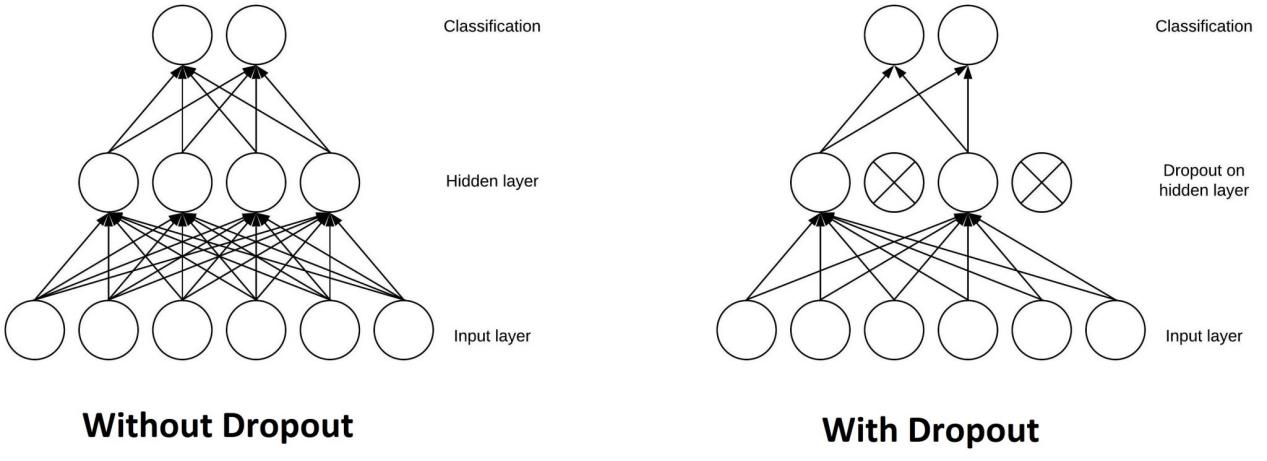 Classification
Hidden layer
Input layer
Without Dropout
Classification
Dropout on
hidden layer
Input layer
With Dropout